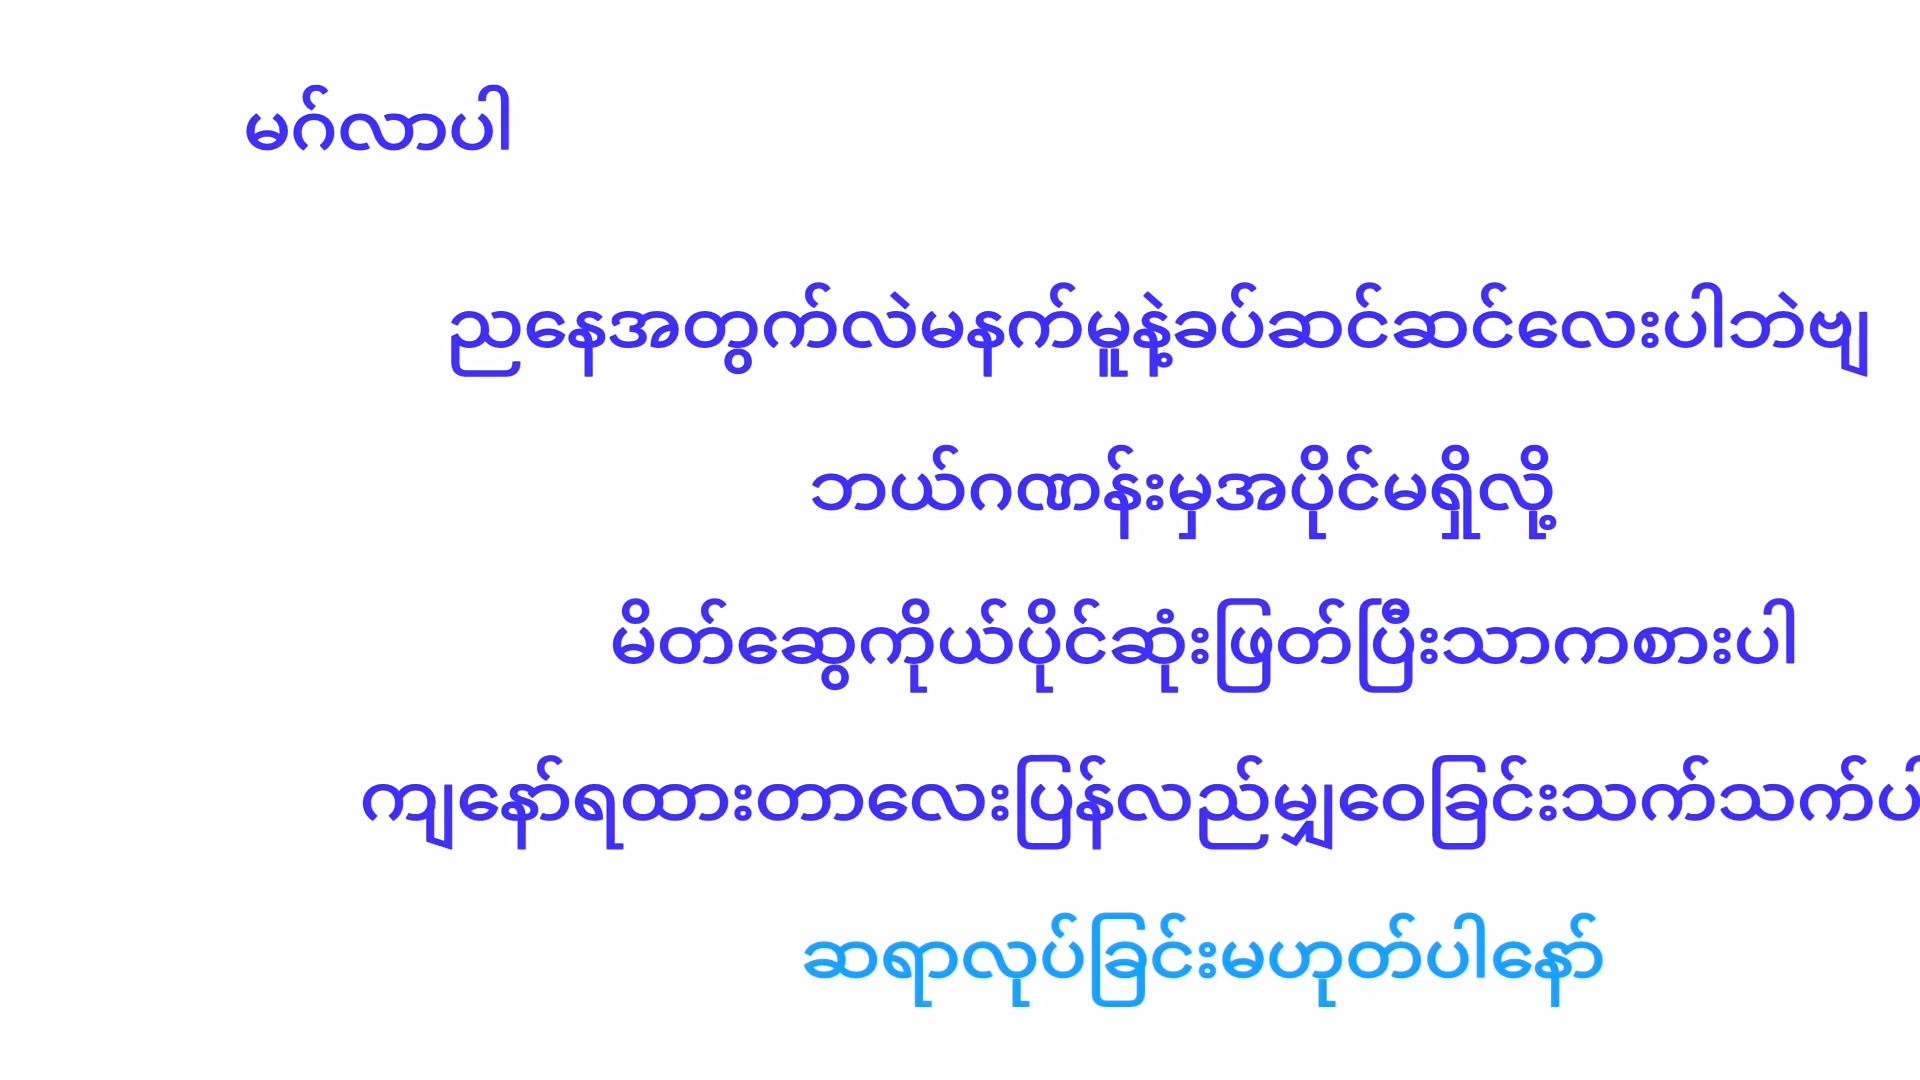 မဂ်လာပါ
ညနေအတွက်လဲမနက်မူနဲ့ခပ်ဆင်ဆင်လေးပါဘဲဗျ
ဘယ်ဂဏန်းမှအပိုင်မရှိလို့
မိတ်ဆွေကိုယ်ပိုင်ဆုံးဖြတ်ပြီးသာကစားပါ
ကျနော်ရထားတာလေးပြန်လည်မျှဝေခြင်းသက်သက်ပါ
ဆရာလုပ်ခြင်းမဟုတ်ပါနော်